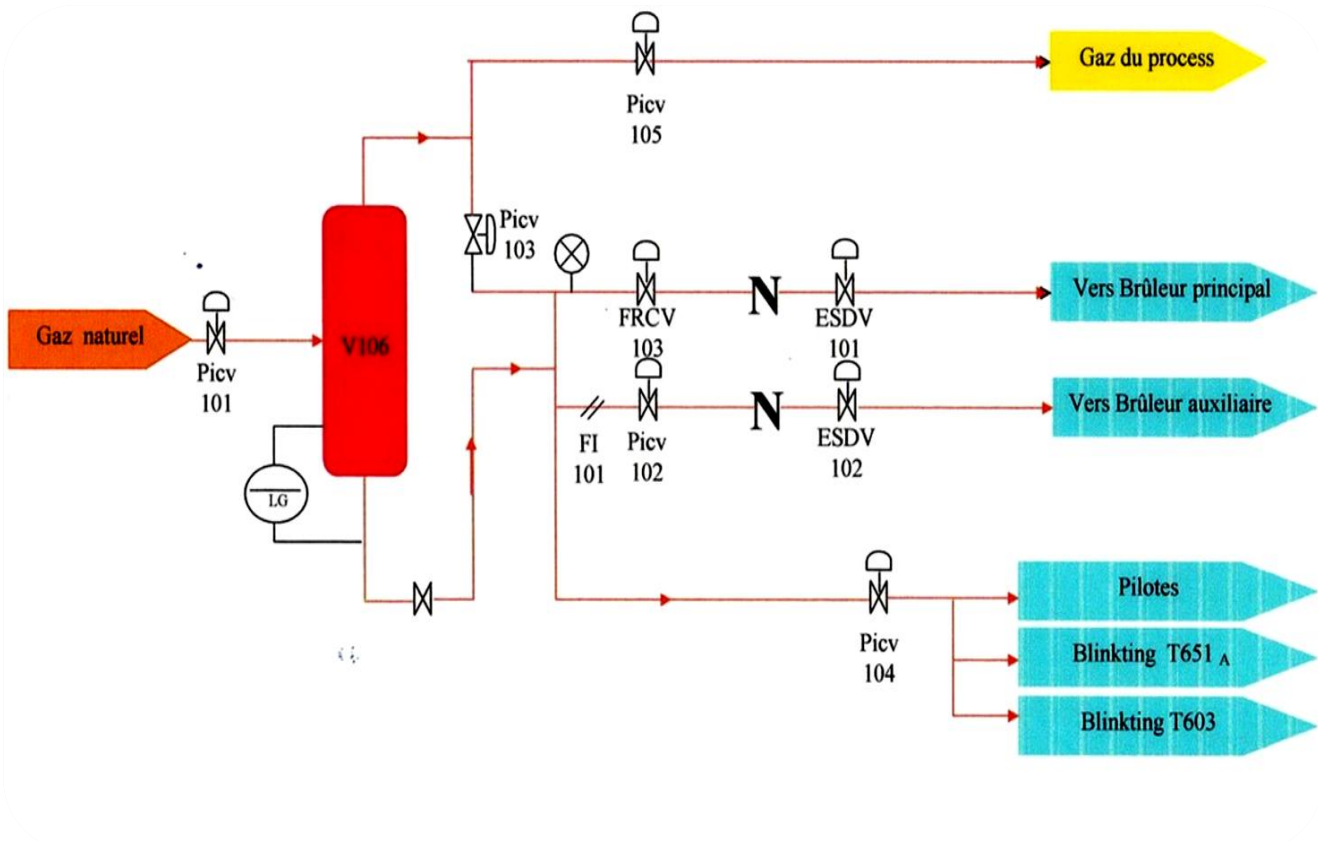 Gaz du process
Picv
105
Picv
103
Gaz naturel
Picv
101
V106
FRCV
103
N
ESDV
101
Vers Brûleur principal
LG
FI
101
Picv
102
N
ESDV
102
Vers Brûleur auxiliaire
Picv
104
Pilotes
Blinkting T651 A
Blinkting T603